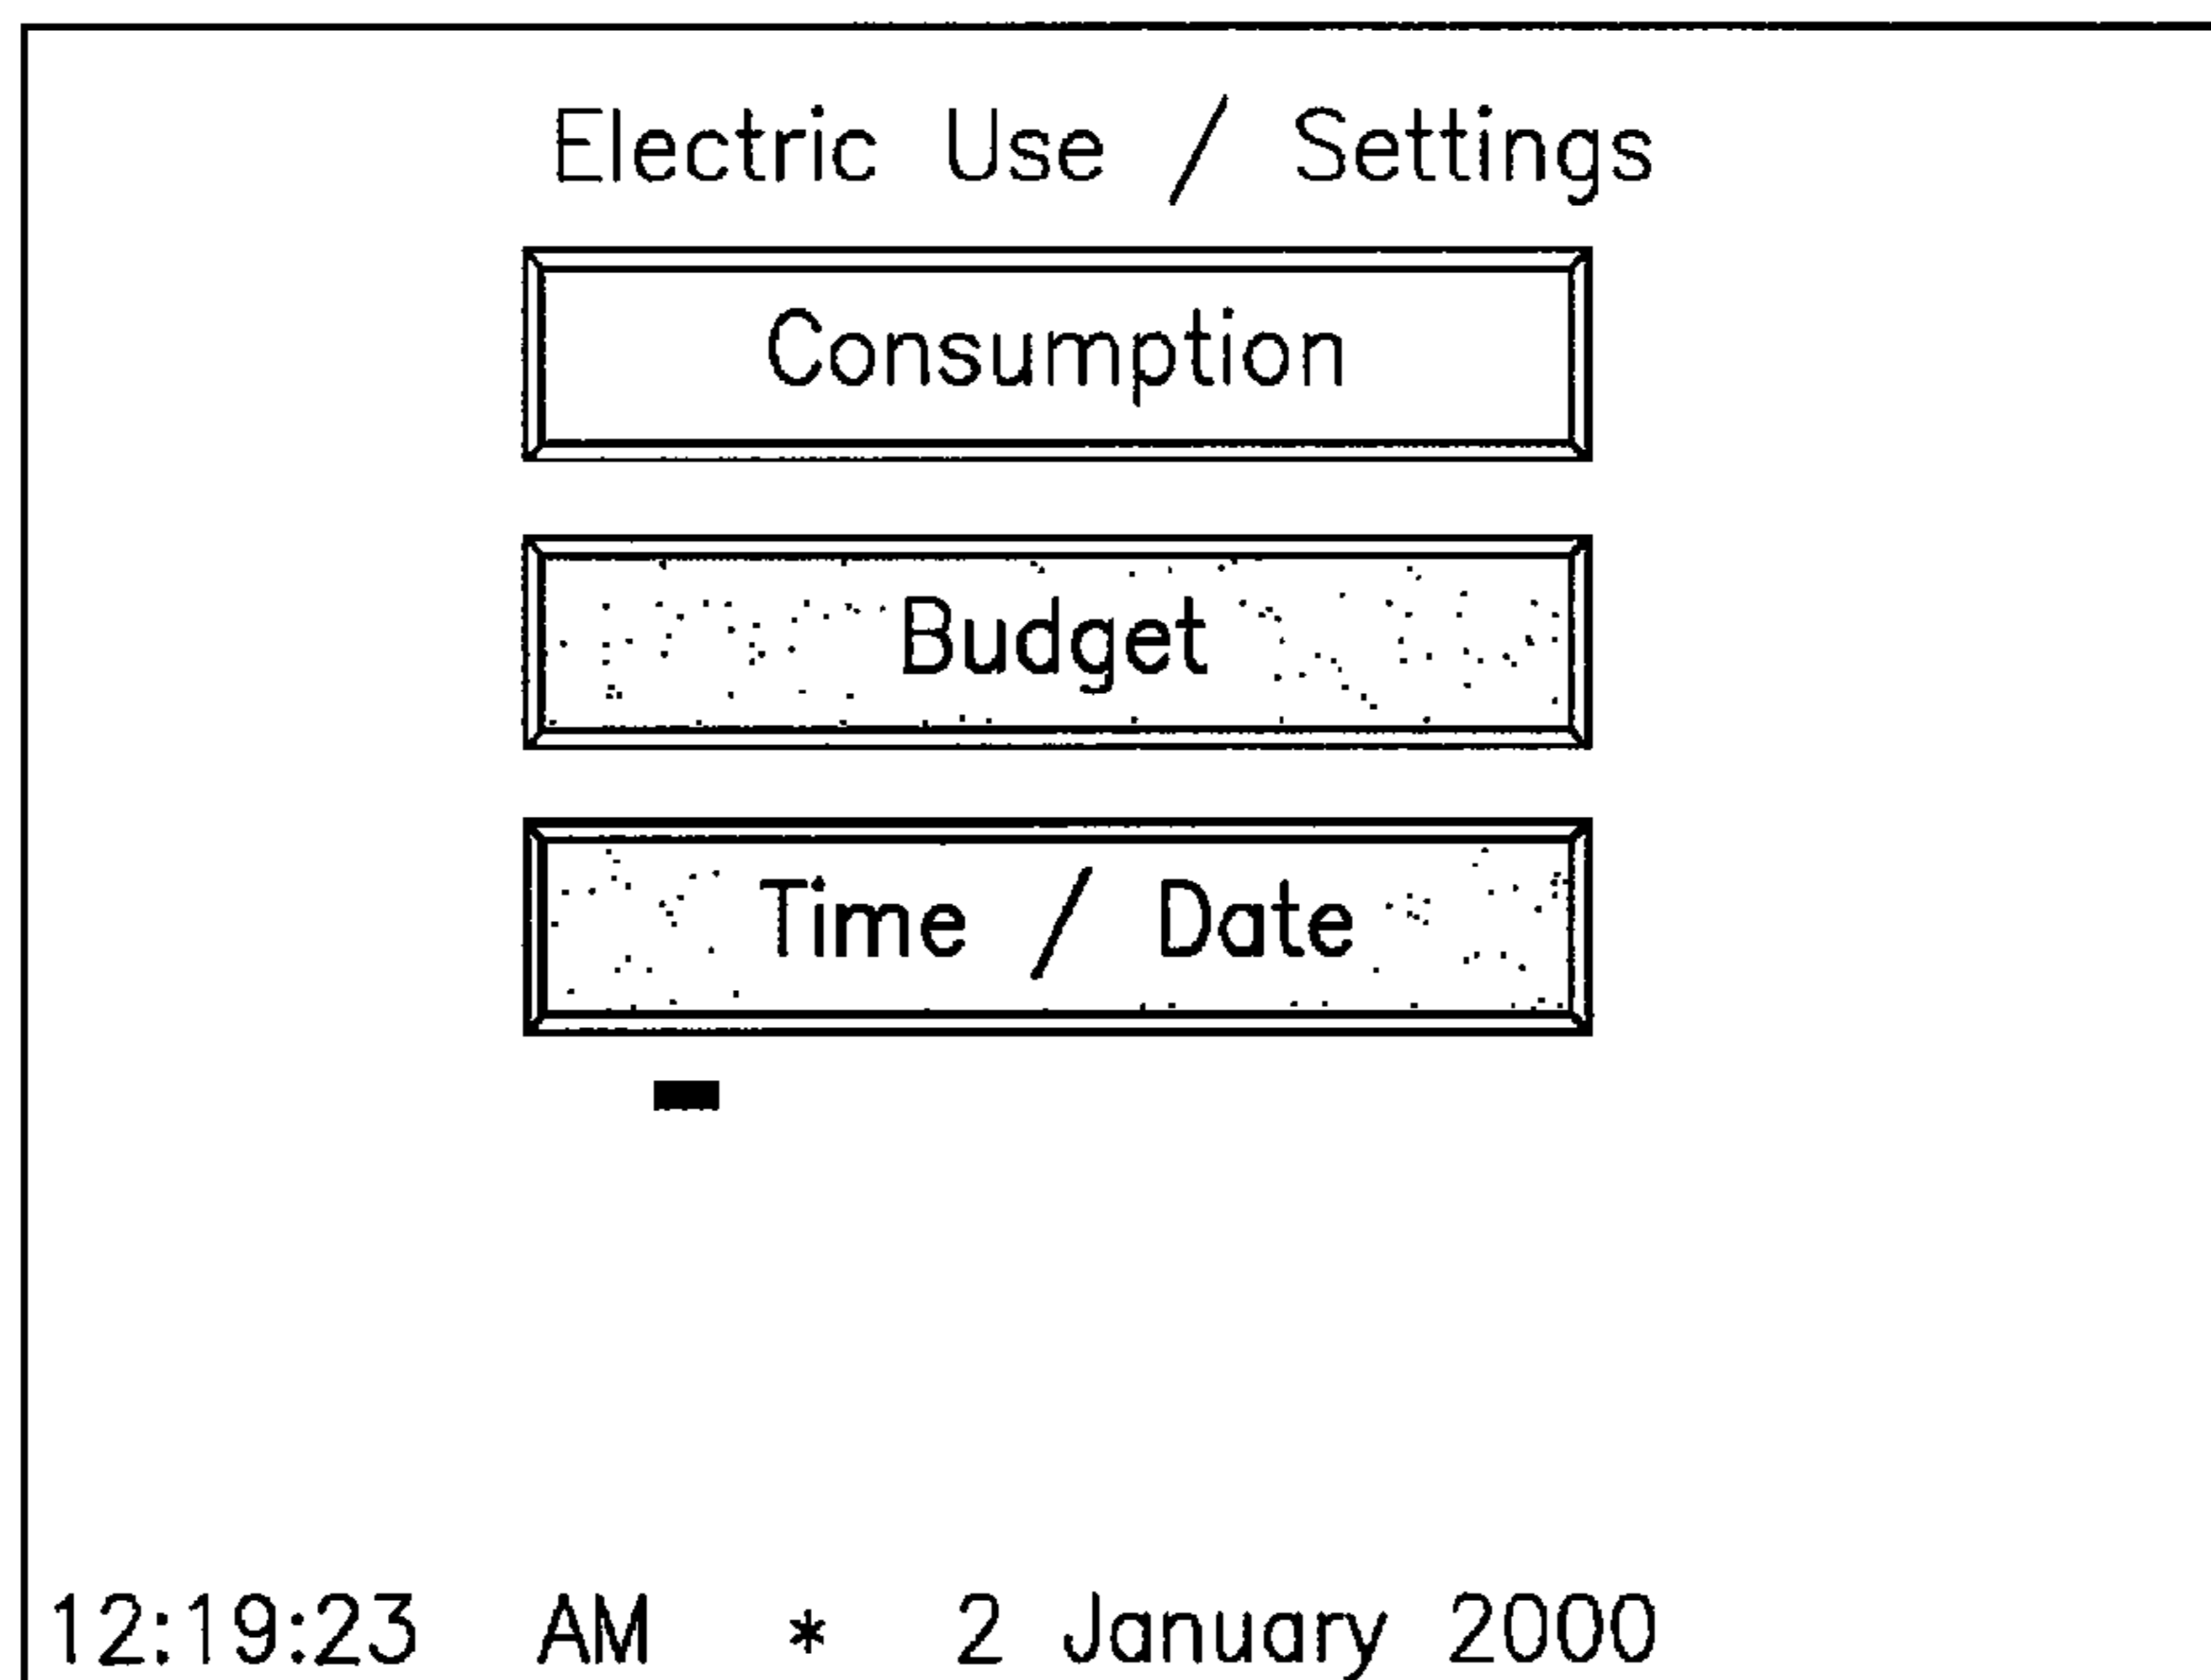 Electric Use / Settings
Consumption
Budget
Time / Date
12:19:23 AM * 2 January 2000